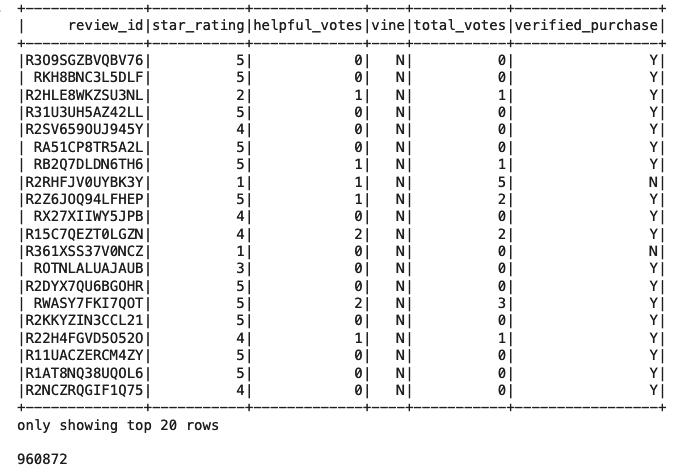 +--------------+-----------+-------------+----+-----------+-----------------+
|     review_id|star_rating|helpful_votes|vine|total_votes|verified_purchase|
+--------------+-----------+-------------+----+-----------+-----------------+
|R3O9SGZBVQBV76|          5|            0|   N|          0|                Y|
| RKH8BNC3L5DLF|          5|            0|   N|          0|                Y|
|R2HLE8WKZSU3NL|          2|            1|   N|          1|                Y|
|R31U3UH5AZ42LL|          5|            0|   N|          0|                Y|
|R2SV659OUJ945Y|          4|            0|   N|          0|                Y|
| RA51CP8TR5A2L|          5|            0|   N|          0|                Y|
| RB2Q7DLDN6TH6|          5|            1|   N|          1|                Y|
|R2RHFJV0UYBK3Y|          1|            1|   N|          5|                N|
|R2Z6JOQ94LFHEP|          5|            1|   N|          2|                Y|
| RX27XIIWY5JPB|          4|            0|   N|          0|                Y|
|R15C7QEZT0LGZN|          4|            2|   N|          2|                Y|
|R361XSS37V0NCZ|          1|            0|   N|          0|                N|
| ROTNLALUAJAUB|          3|            0|   N|          0|                Y|
|R2DYX7QU6BGOHR|          5|            0|   N|          0|                Y|
| RWASY7FKI7QOT|          5|            2|   N|          3|                Y|
|R2KKYZIN3CCL21|          5|            0|   N|          0|                Y|
|R22H4FGVD5O52O|          4|            1|   N|          1|                Y|
|R11UACZERCM4ZY|          5|            0|   N|          0|                Y|
|R1AT8NQ38UQOL6|          5|            0|   N|          0|                Y|
|R2NCZRQGIF1Q75|          4|            0|   N|          0|                Y|
+--------------+-----------+-------------+----+-----------+-----------------+
only showing top 20 rows
960872